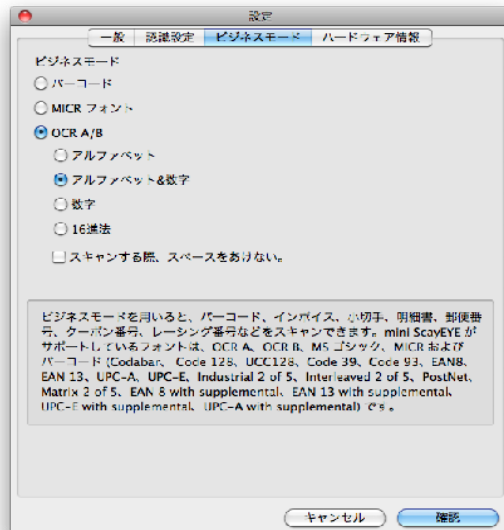 設定
一般 認識設定 ビジネスモード ハードウェア情報
ビジネスモード
バーコード
MICR フォント
OCR A/B
アルファベット
アルファベット&数字
数字
16進法
スキャンする際、スペースをあけない。
ビジネスモードを用いると、バーコード、インボイス、小切手、明細書、郵便番
号、クーポン番号、レーシング番号などをスキャンできます。mini ScayEYE が
サポートしているフォントは、OCR A、OCR B、MS ゴシック、MICR および
バーコード (Codabar、 Code 128、UCC128、Code 39、Code 93、EAN8、
EAN 13、UPC-A、UPC-E、Industrial 2 of 5、Interleaved 2 of 5、PostNet、
Matrix 2 of 5、EAN 8 with supplemental、EAN 13 with supplemental、
UPC-E with supplemental、UPC-A with supplemental) です。
キャンセル 確認